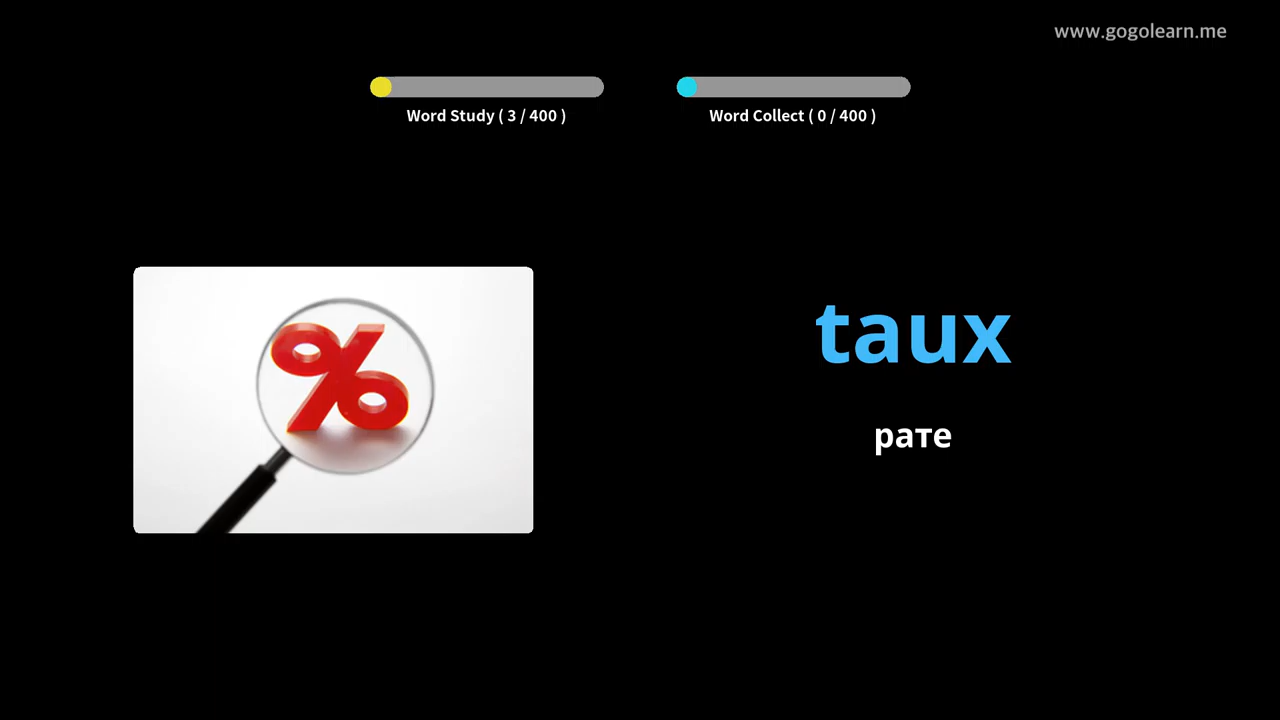 www.gogolearn.me
Word Study ( 3 / 400 )
Word Collect ( 0 / 400 )
%
taux
рате